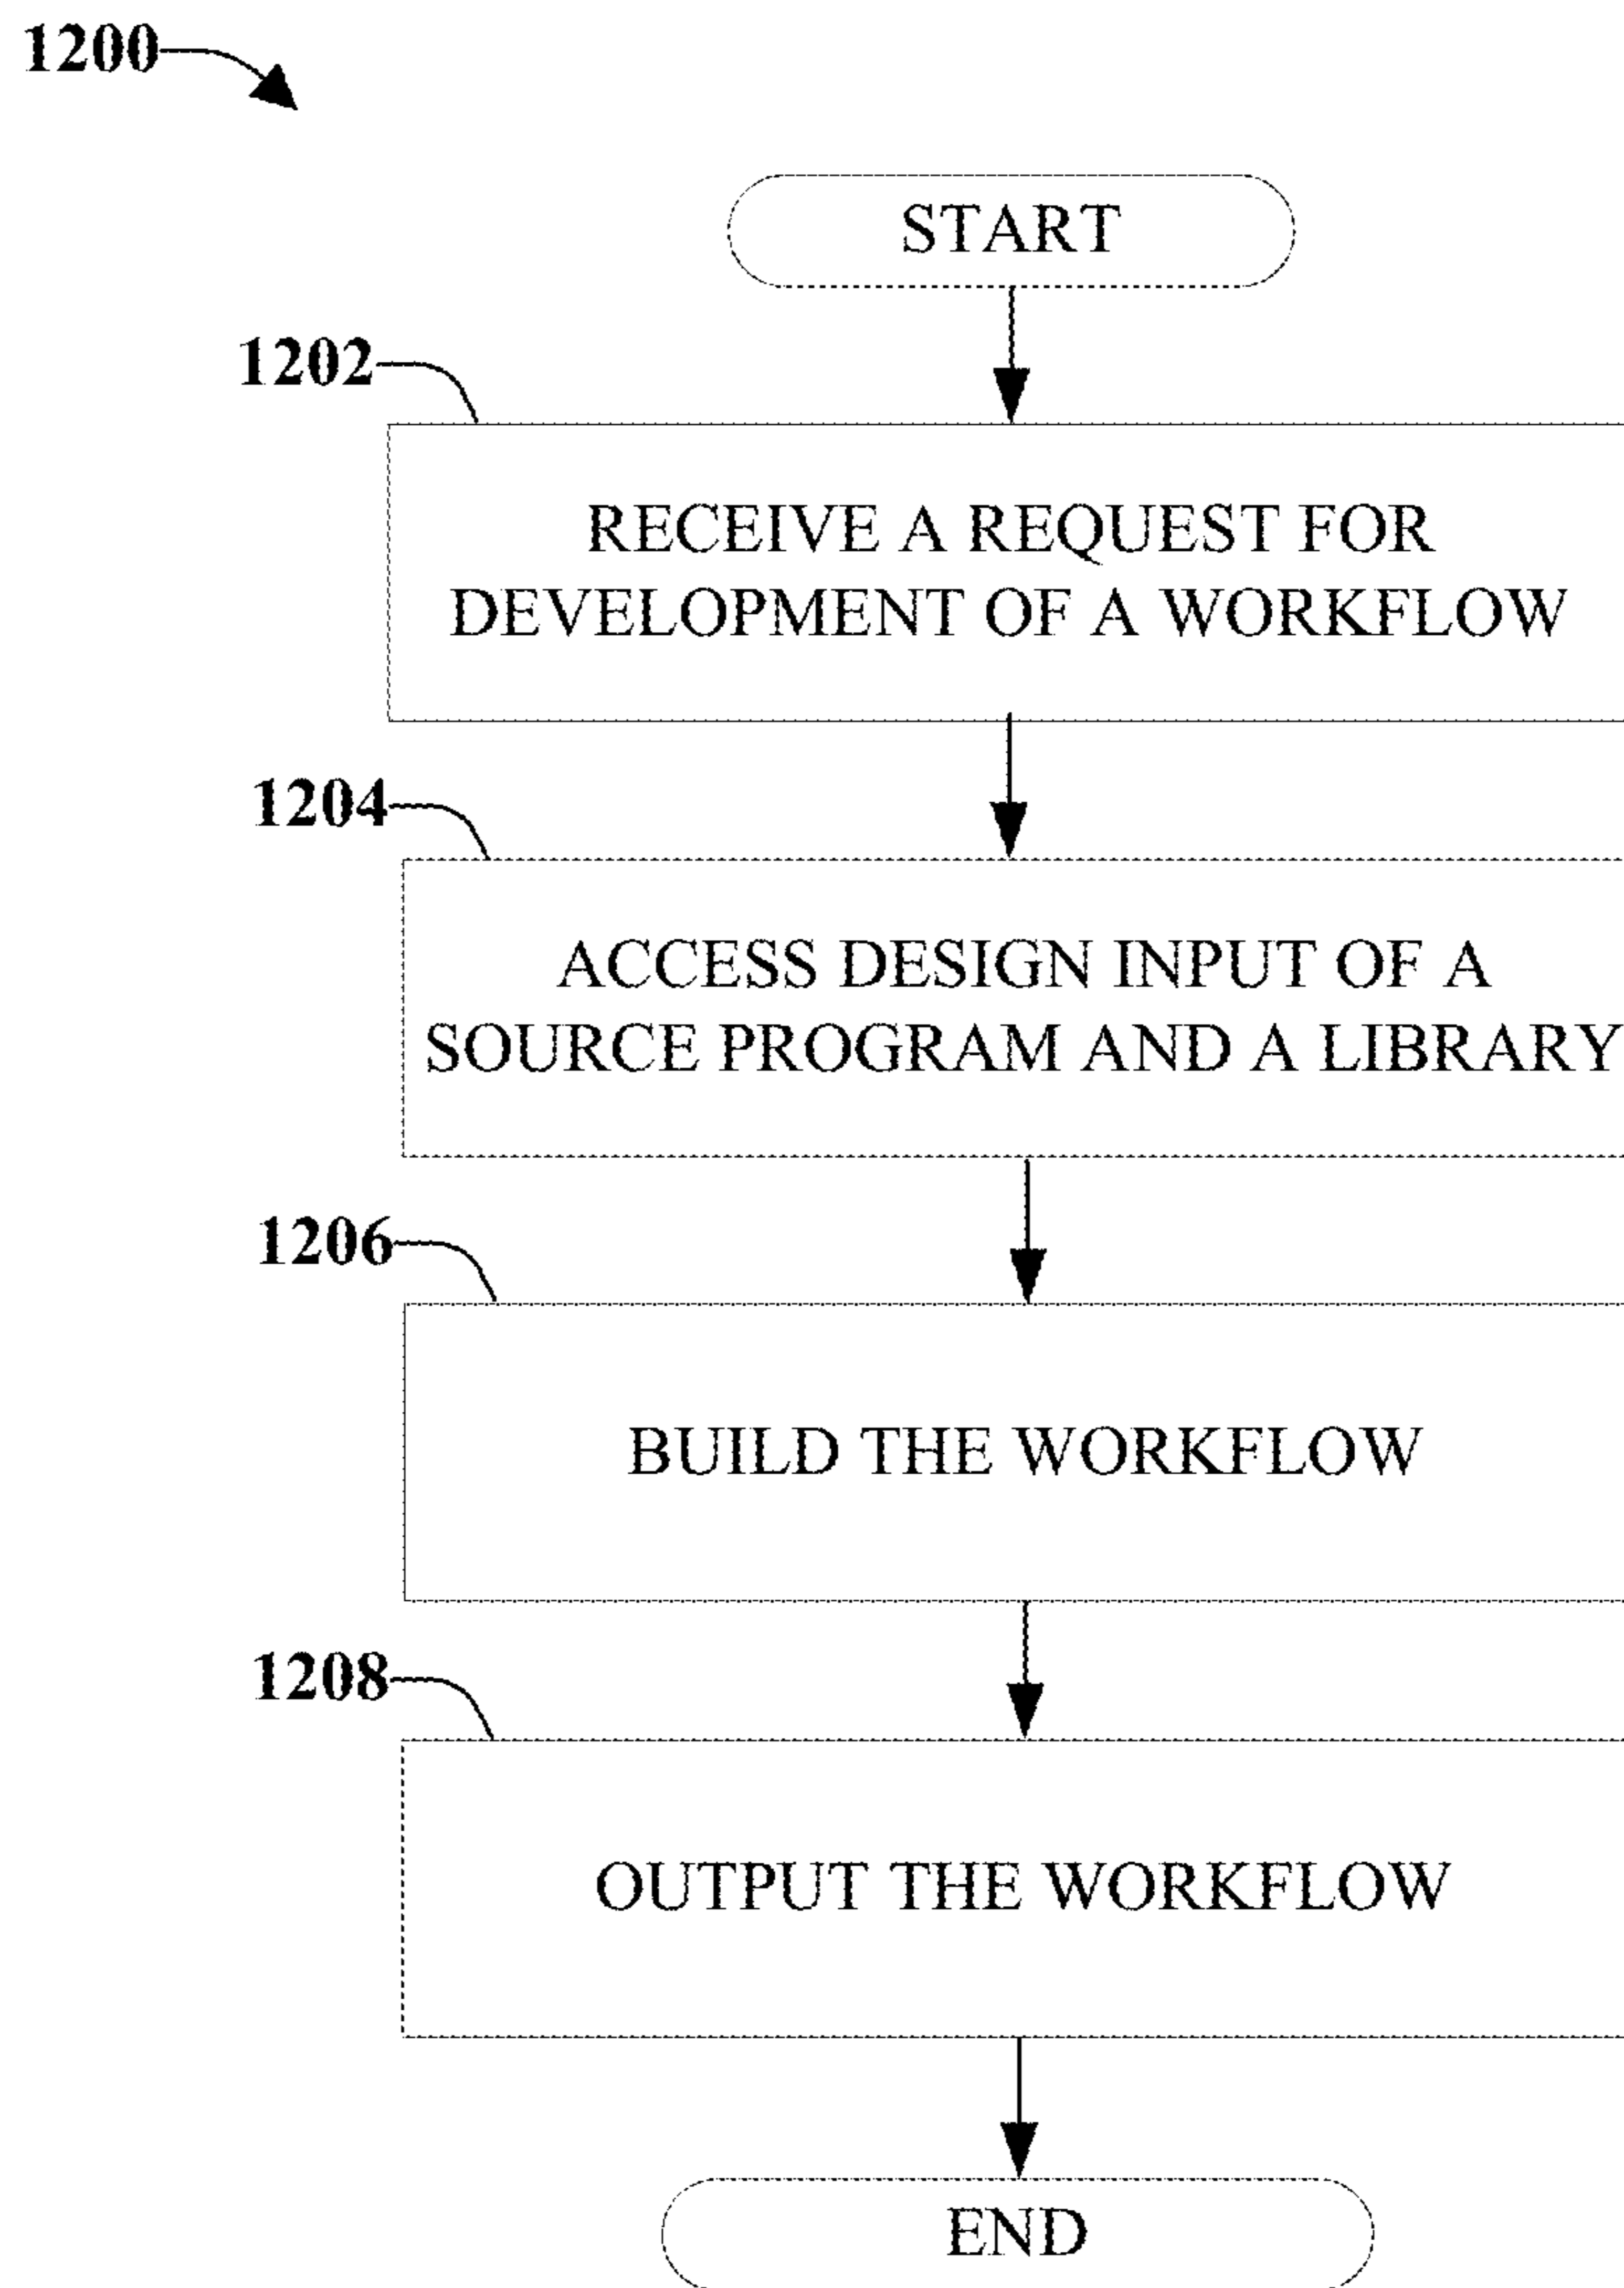 1200
START
1202
RECEIVE A REQUEST FOR
DEVELOPMENT OF A WORKFLOW
1204
ACCESS DESIGN INPUT OF A
SOURCE PROGRAM AND A LIBRARY
1206
BUILD THE WORKFLOW
1208
OUTPUT THE WORKFLOW
END